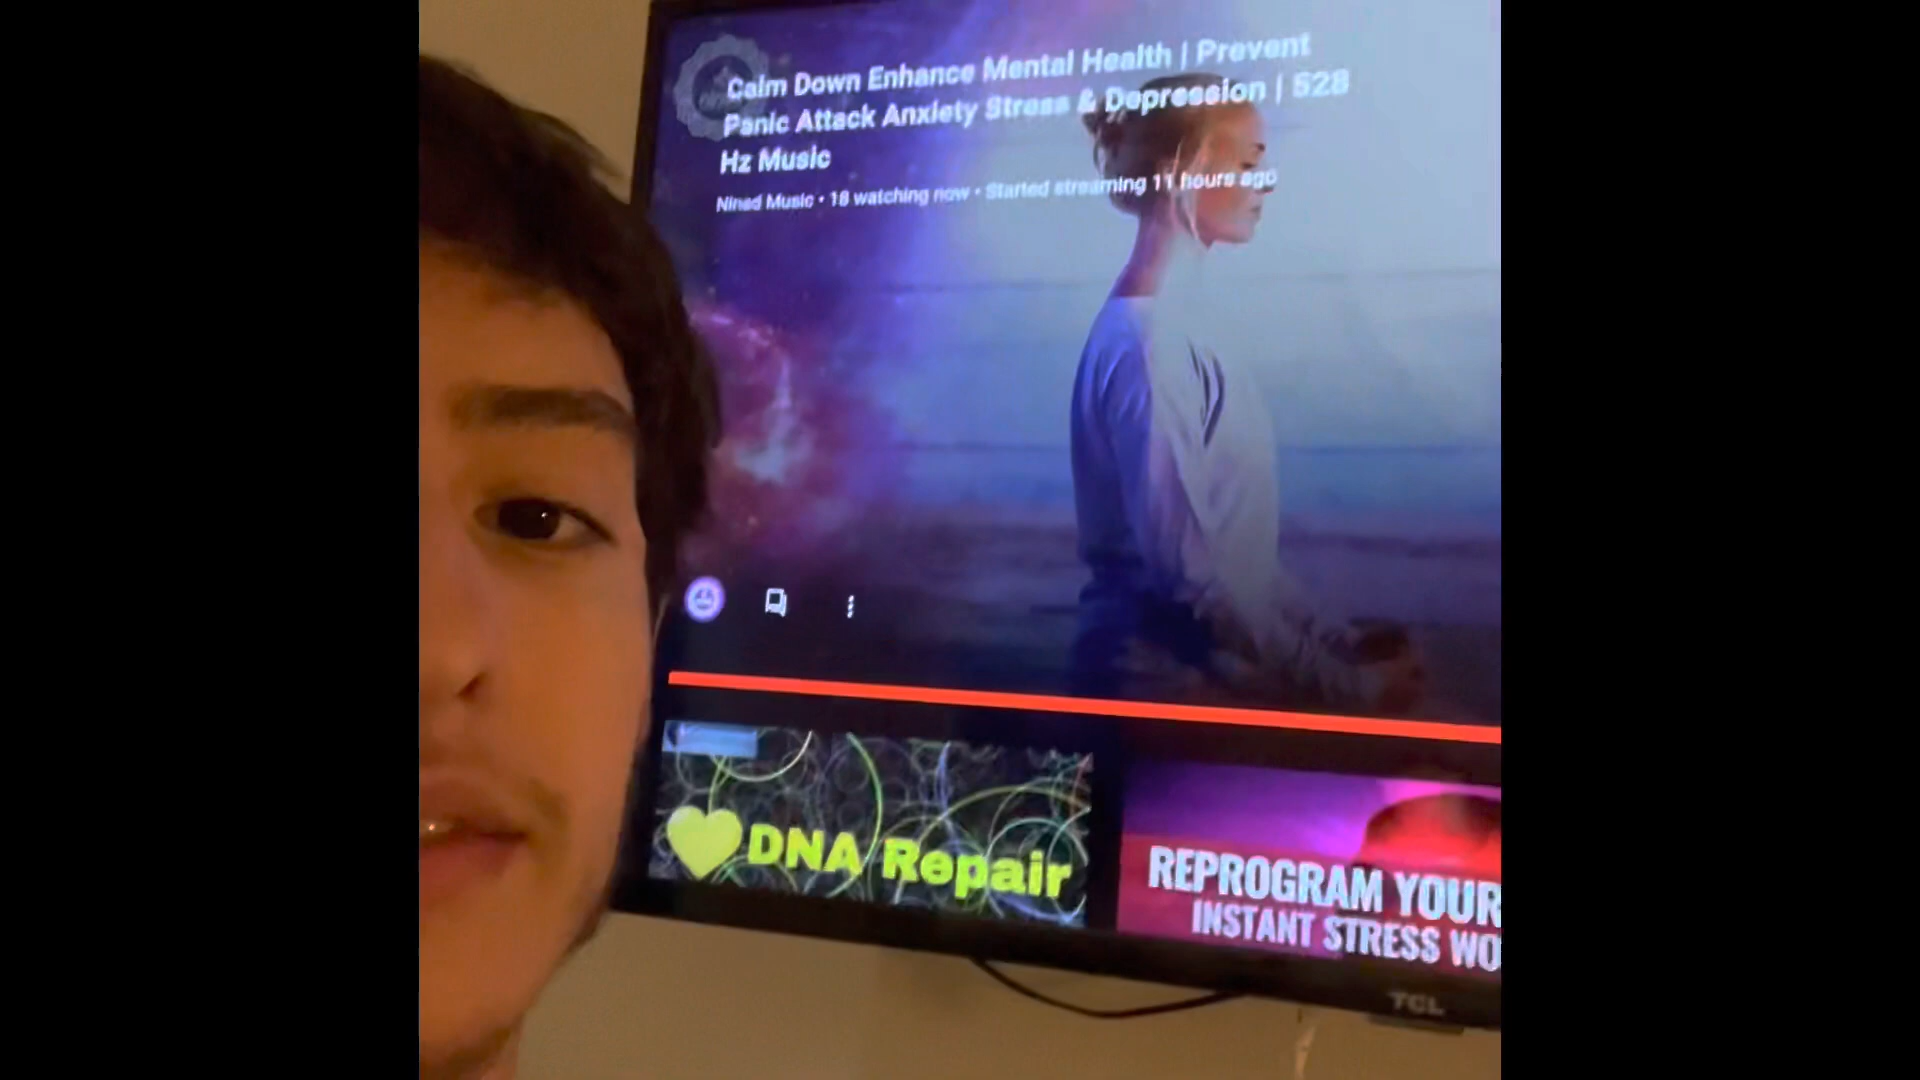 Calm Down Enhance Mental Health | Prevent
Panic Attack Anxiety Stress & Depression | 528
Hz Music
Ninad Music • 18 watching now • Started streaming 11 hours ago
DNA Repair
REPROGRAM YOUR
INSTANT STRESS WO
TCL